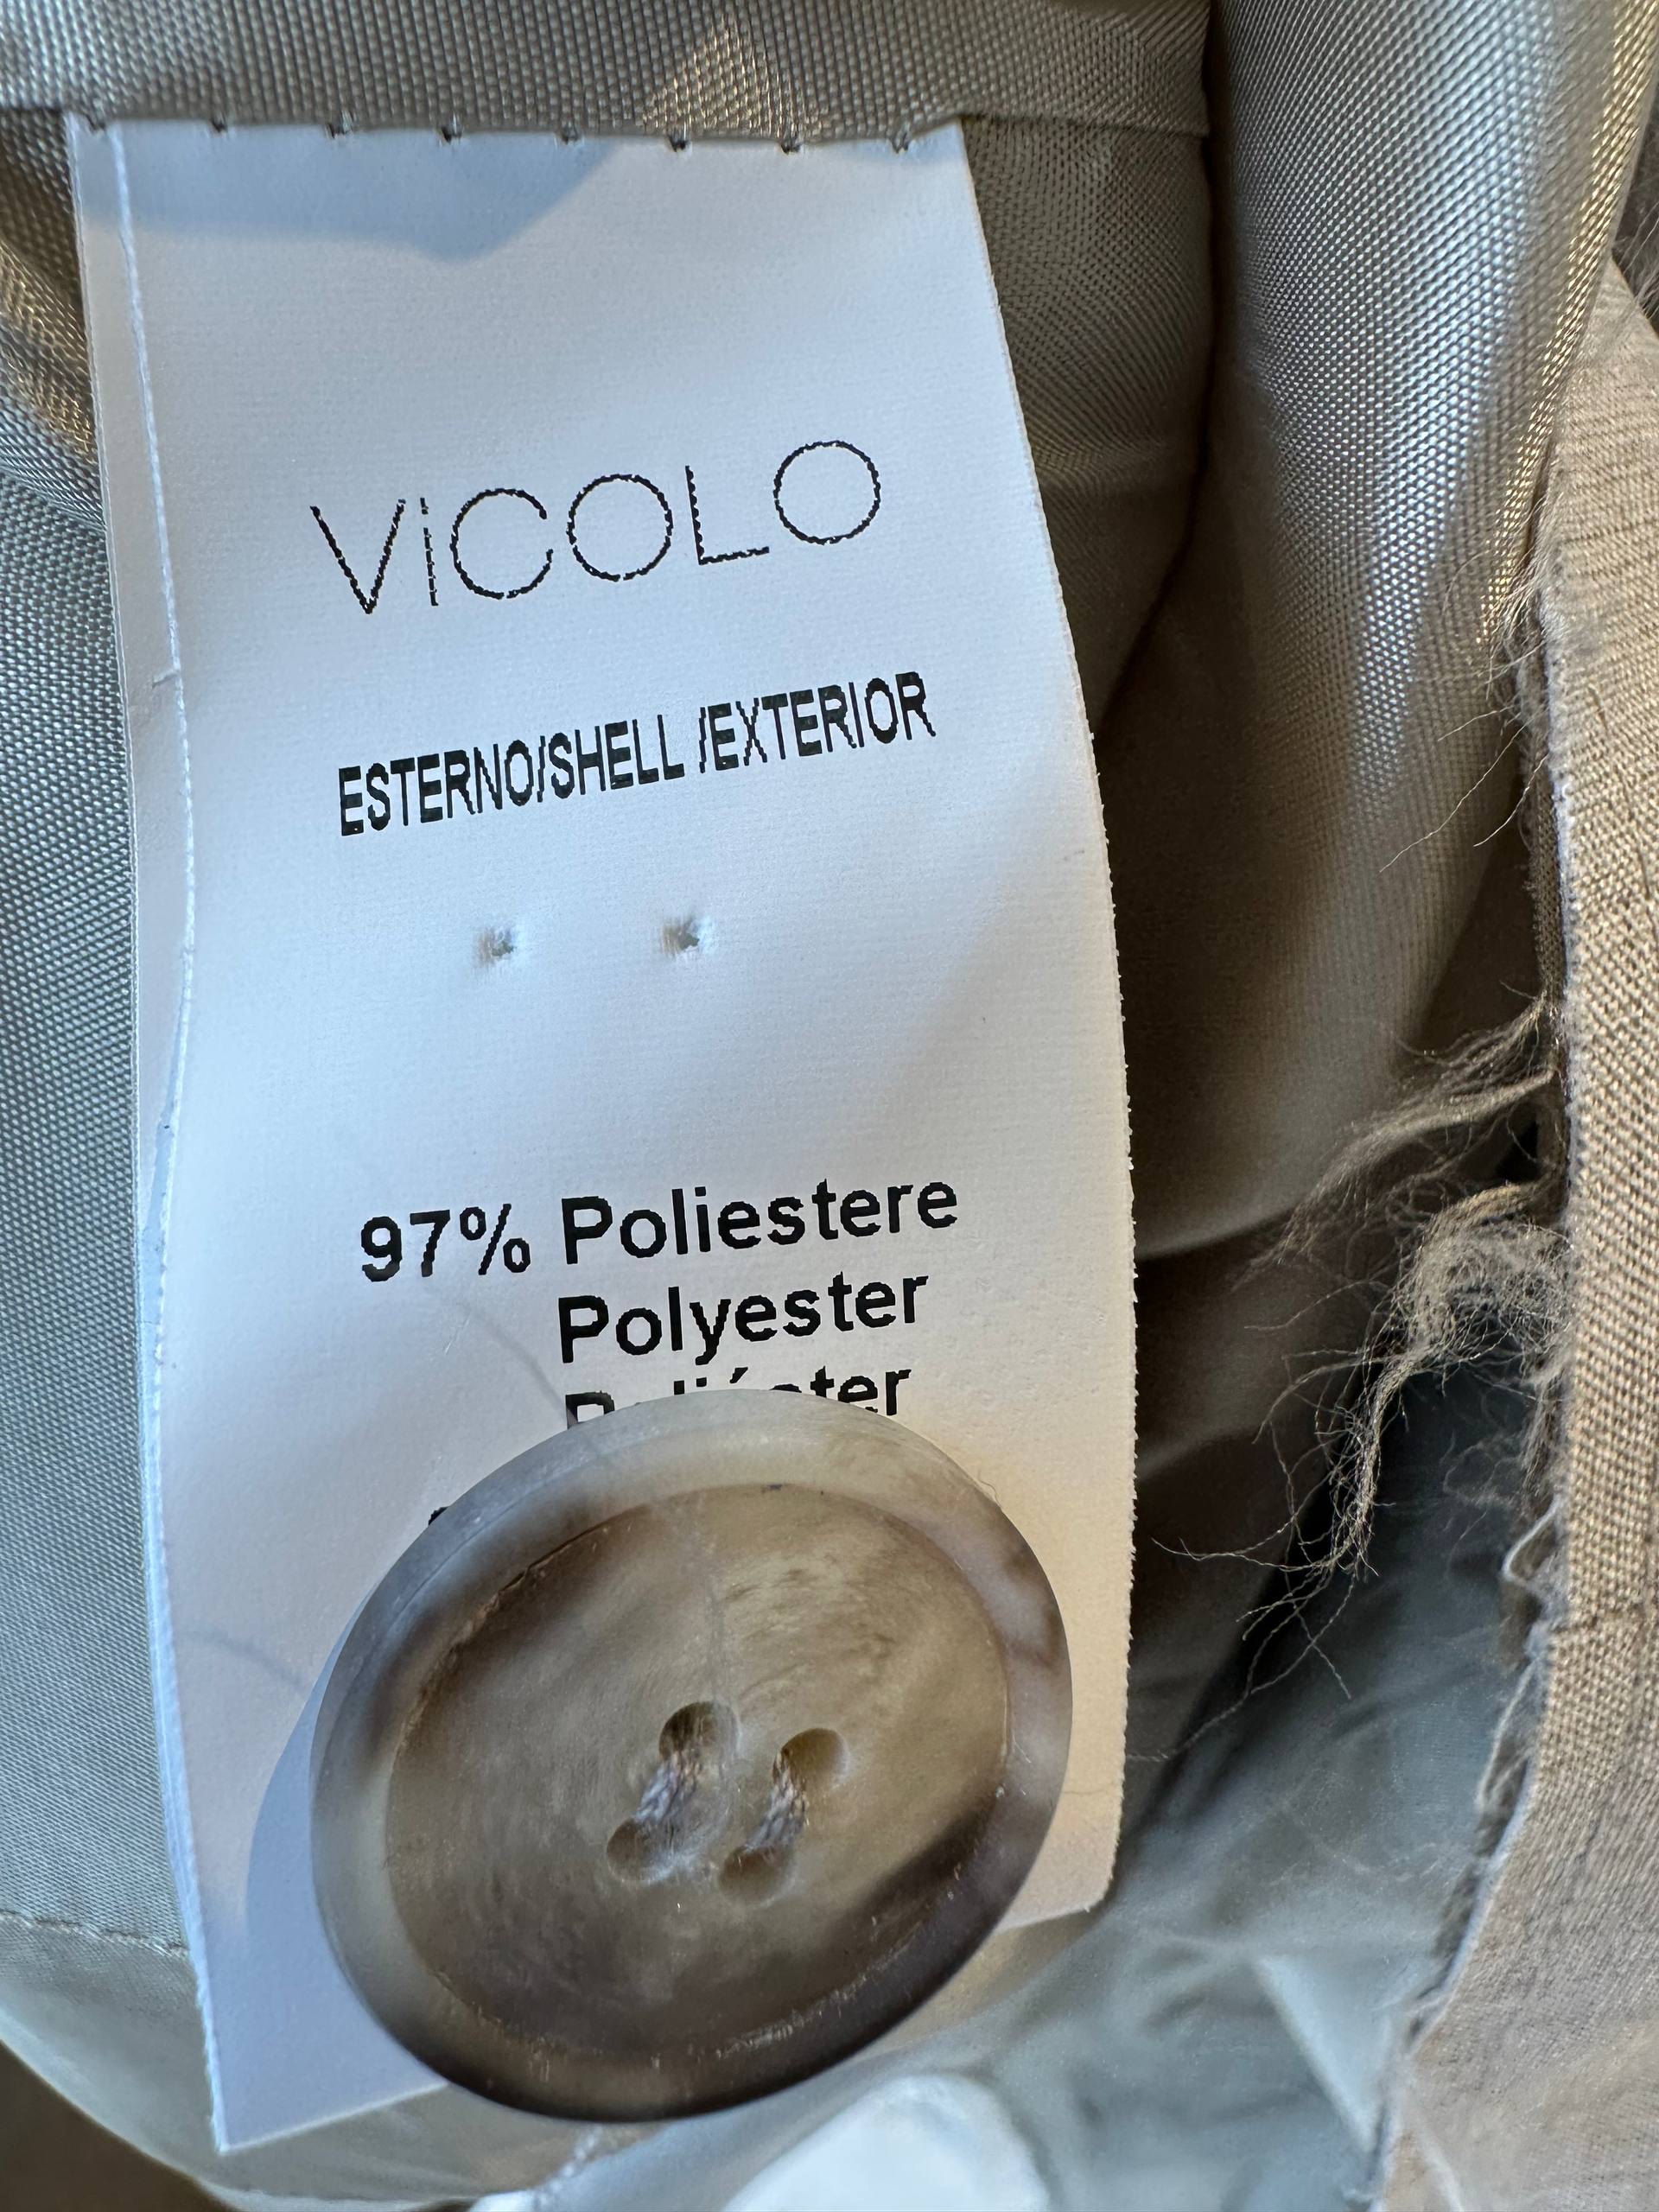 VICOLO
ESTERNO/SHELL /EXTERIOR
97% Poliestere
Polyester